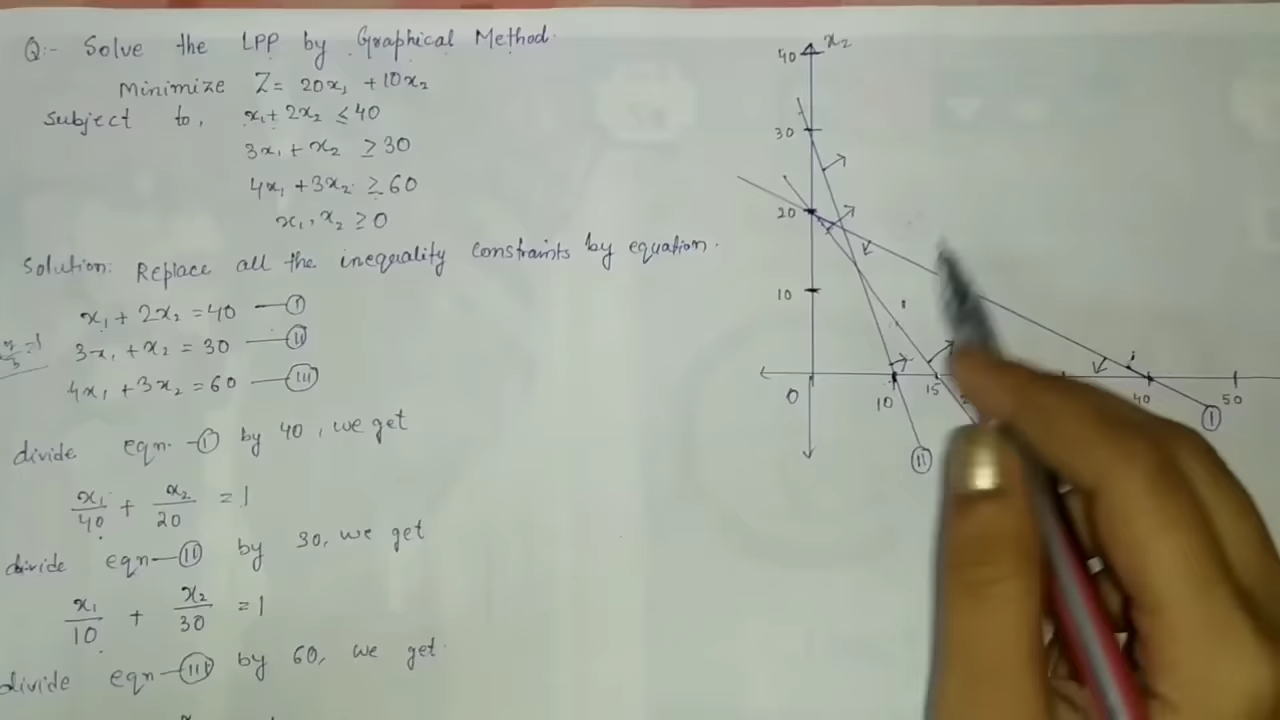 Q:- Solve the LPP by Graphical Method.
Minimize Z = 20x₁ + 10x₂
Subject to, x₁ + 2x₂ ≤ 40
3x₁ + x₂ ≥ 30
4x₁ + 3x₂ ≥ 60
x₁, x₂ ≥ 0
Solution: Replace all the inequality constraints by equation.
x₁ + 2x₂ = 40 — Ⓘ
3x₁ + x₂ = 30 — Ⅱ
4x₁ + 3x₂ = 60 — Ⅲ
divide eqn. - Ⓘ by 40, we get
x₁/40 + x₂/20 = 1
divide eqn — Ⅱ by 30, we get
x₁/10 + x₂/30 = 1
divide eqn — Ⅲ by 60, we get.
x₂
40
30
20
10
0
10
15
40
50
Ⓘ
Ⅱ